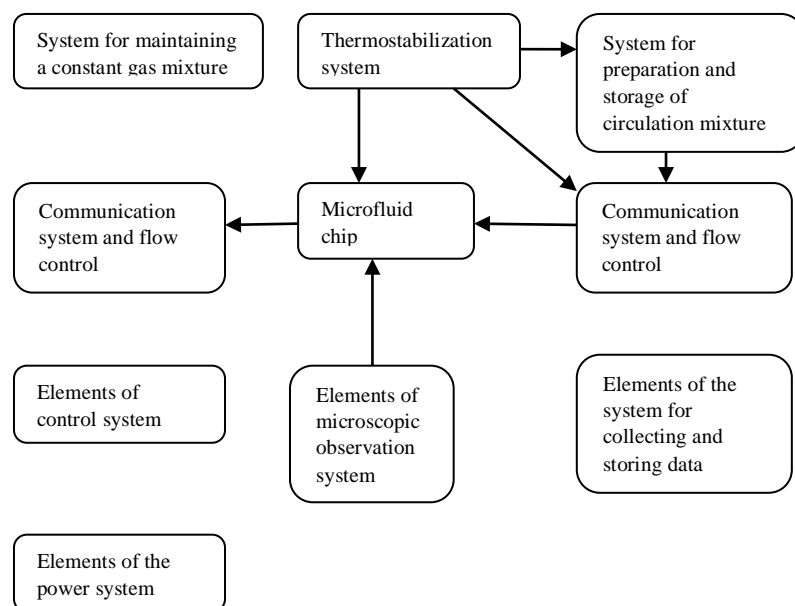 System for maintaining
a constant gas mixture
Thermostabilization
system
System for
preparation and
storage of
circulation mixture
Communication
system and flow
control
Microfluid
chip
Communication
system and flow
control
Elements of
control system
Elements of
microscopic
observation
system
Elements of the
system for
collecting and
storing data
Elements of the
power system